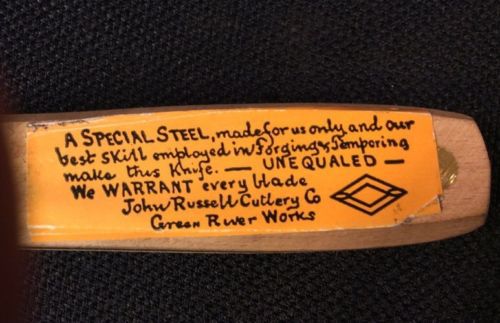 A SPECIAL STEEL, made for us only, and our
best skill employed in Forging & Tempering
make this Knife. — UNEQUALED —
We WARRANT every blade
John Russell Cutlery Co
Green River Works